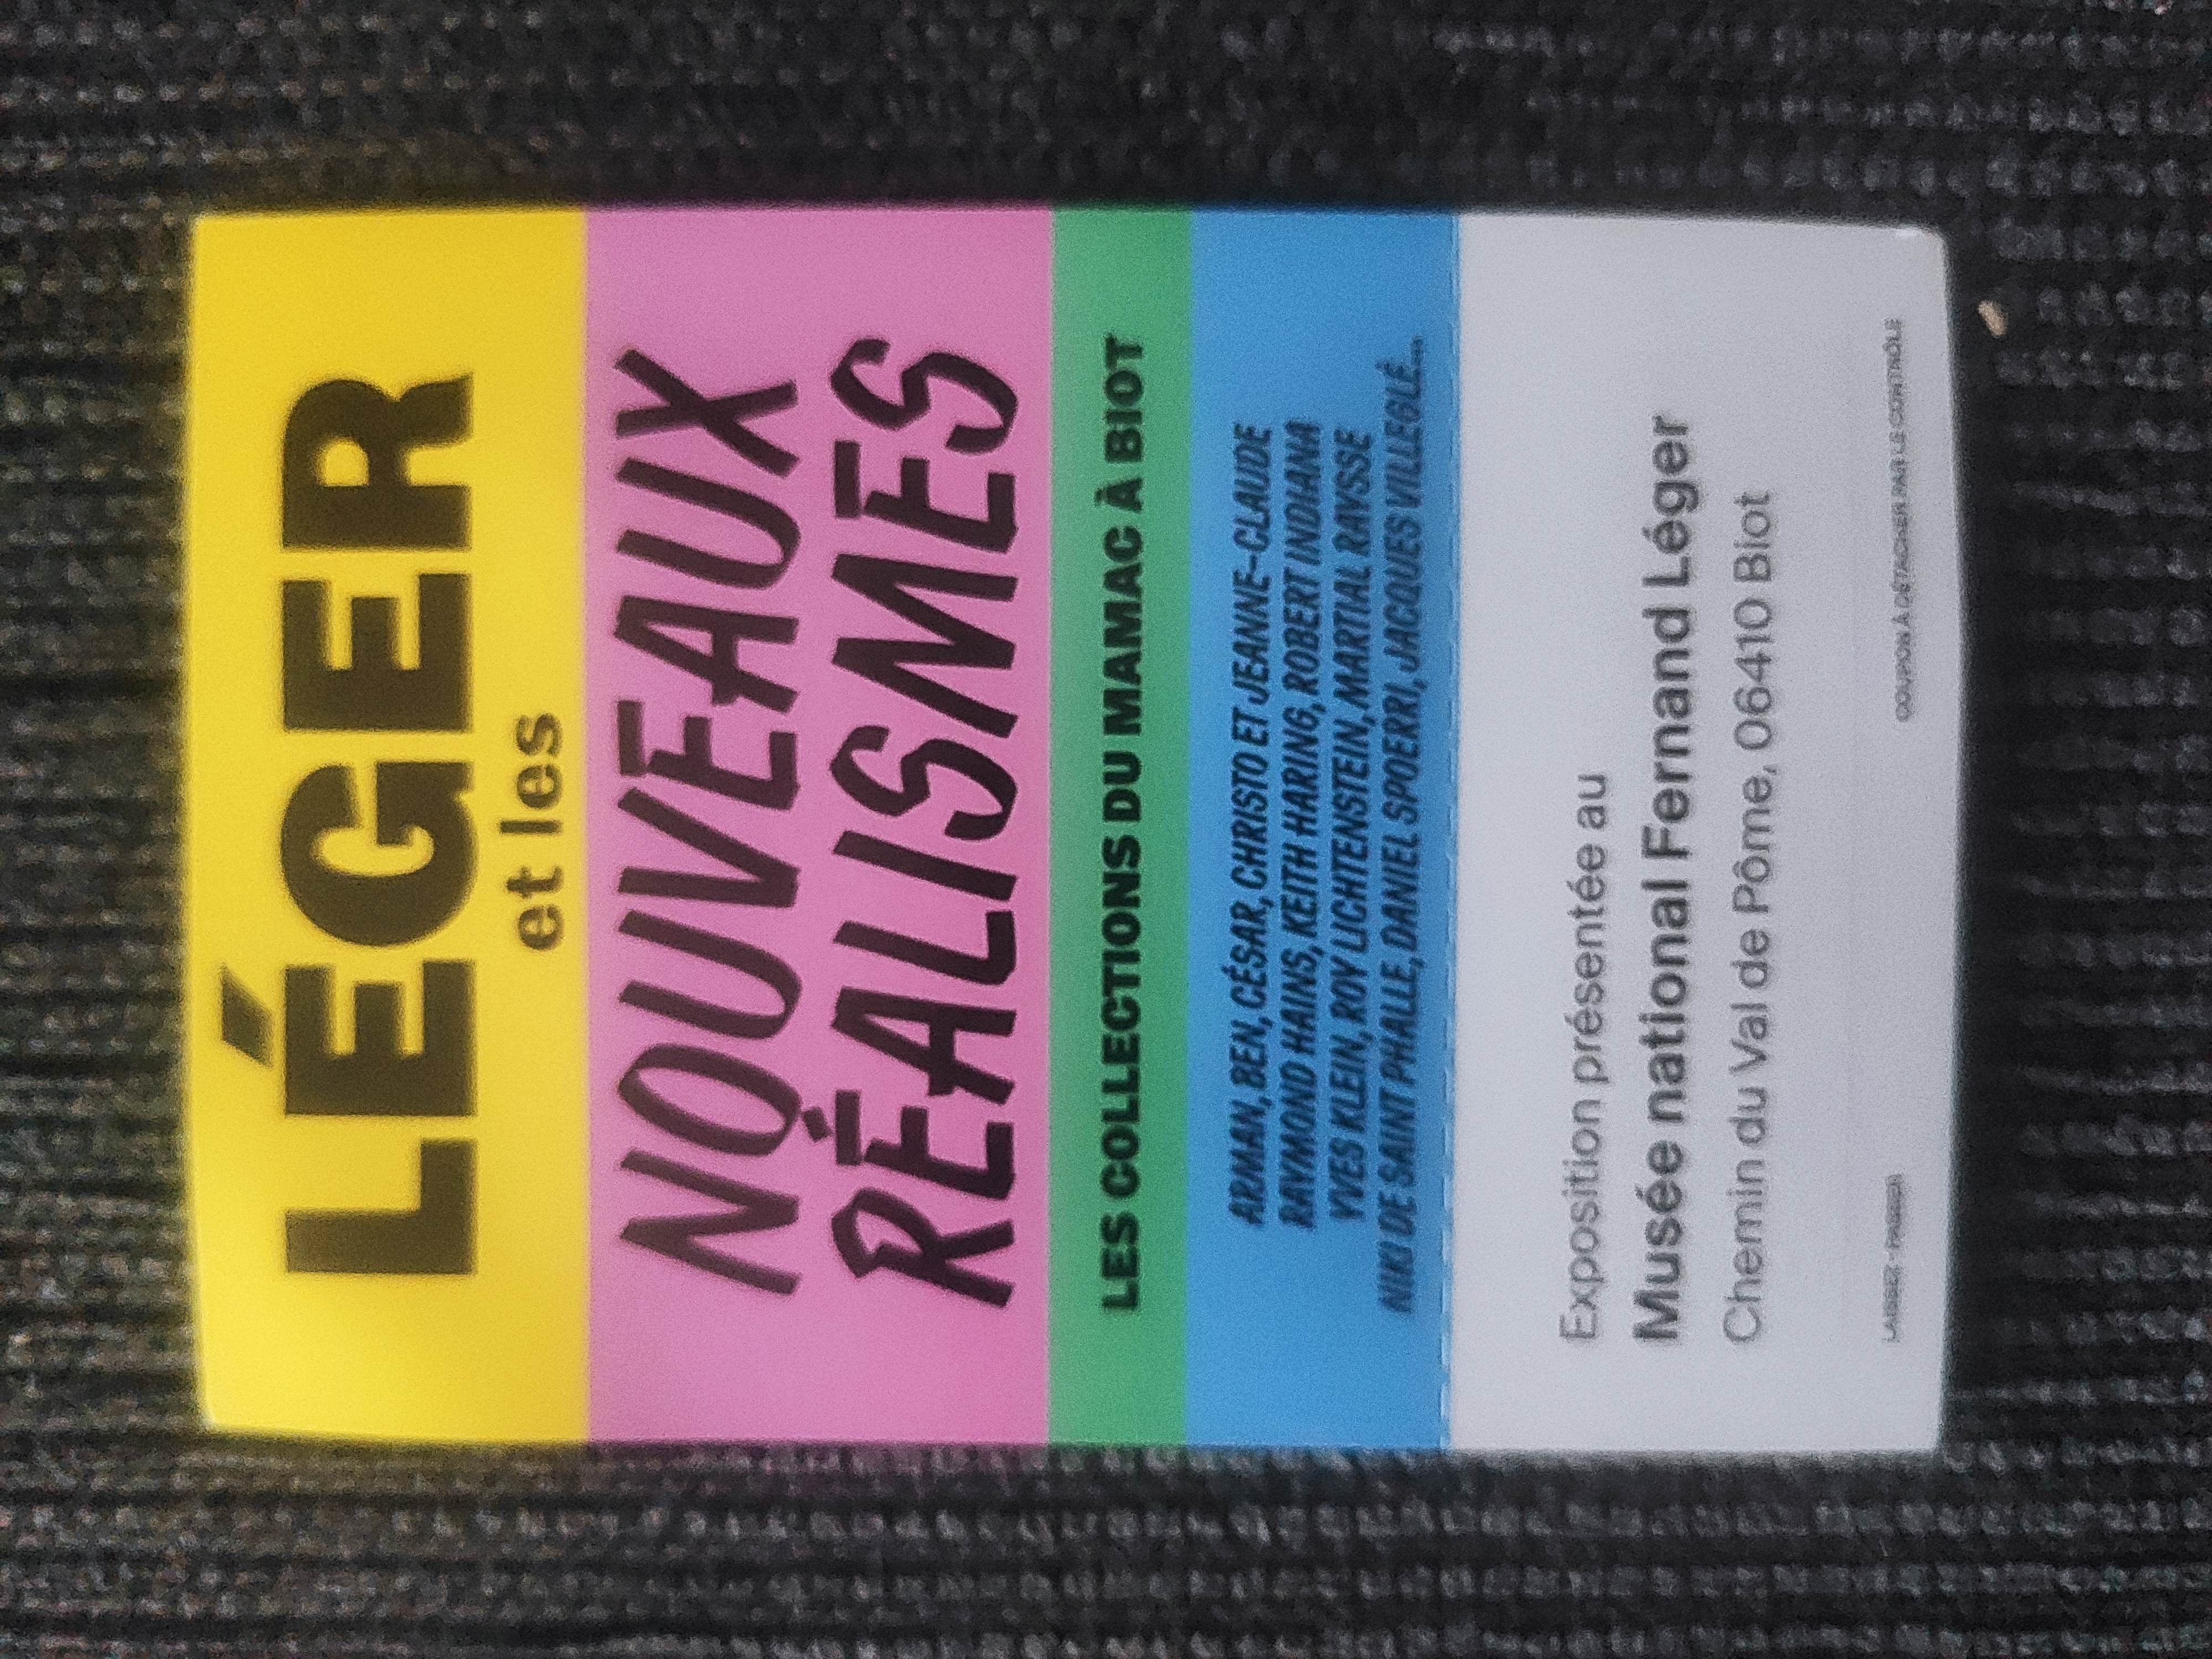 LÉGER
et les
NOUVEAUX
RÉALISMES
LES COLLECTIONS DU MAMAC À BIOT
ARMAN, BEN, CÉSAR, CHRISTO ET JEANNE-CLAUDE
RAYMOND HAINS, KEITH HARING, ROBERT INDIANA
YVES KLEIN, ROY LICHTENSTEIN, MARTIAL RAYSSE
NIKI DE SAINT PHALLE, DANIEL SPOERRI, JACQUES VILLEGLÉ...
Exposition présentée au
Musée national Fernand Léger
Chemin du Val de Pôme, 06410 Biot
COUPON À DÉTACHER PAR LE CONTRÔLE